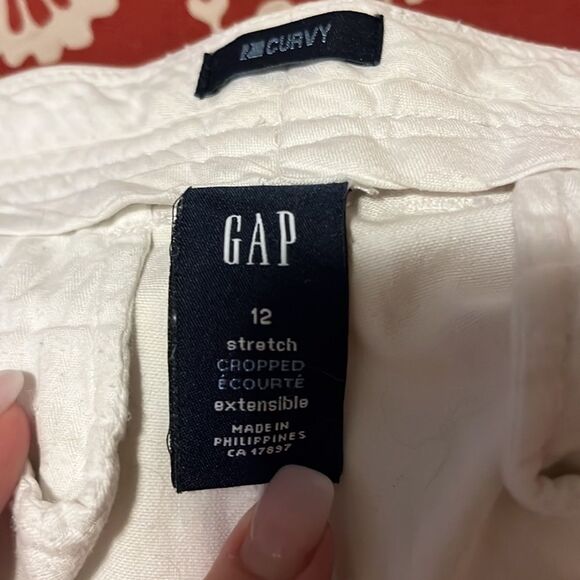 CURVY
GAP
12
stretch
CROPPED
ÉCOURTÉ
extensible
MADE IN
PHILIPPINES
CA 17897